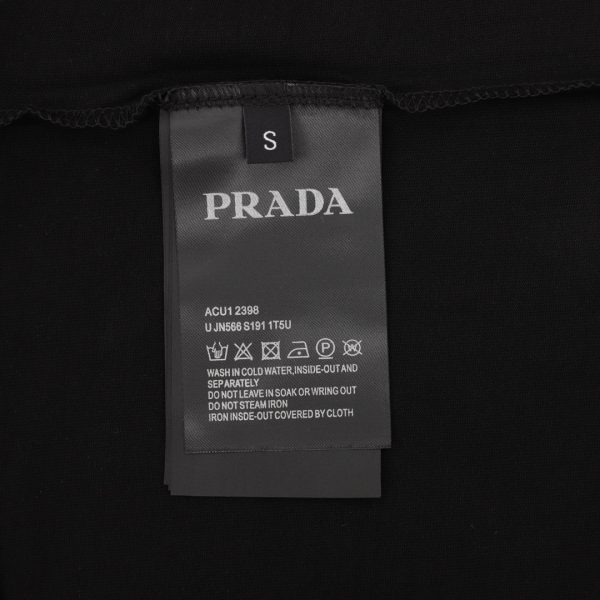 S
PRADA
ACU1 2398
U JN566 S191 1T5U
WASH IN COLD WATER,INSIDE-OUT AND
SEPARATELY
DO NOT LEAVE IN SOAK OR WRING OUT
DO NOT STEAM IRON
IRON INSDE-OUT COVERED BY CLOTH